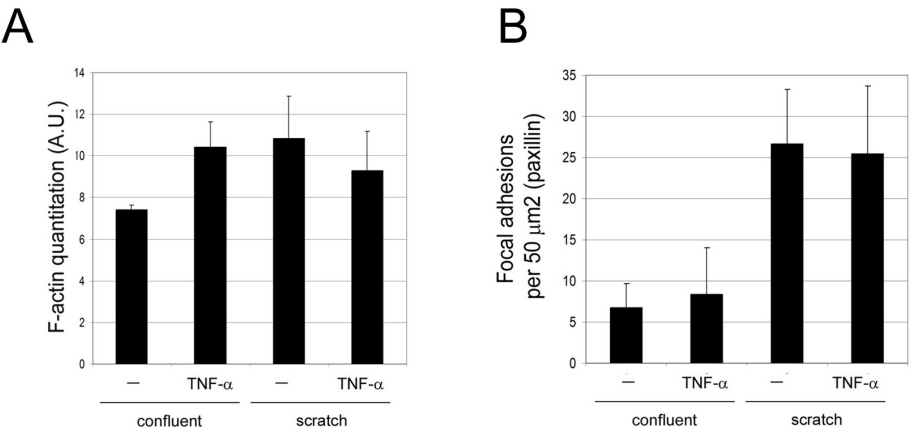 A
F-actin quantitation (A.U.)
14
12
10
8
6
4
2
0
–
TNF-α
–
TNF-α
confluent
scratch
B
Focal adhesions
per 50 μm2 (paxillin)
35
30
25
20
15
10
5
0
–
TNF-α
–
TNF-α
confluent
scratch